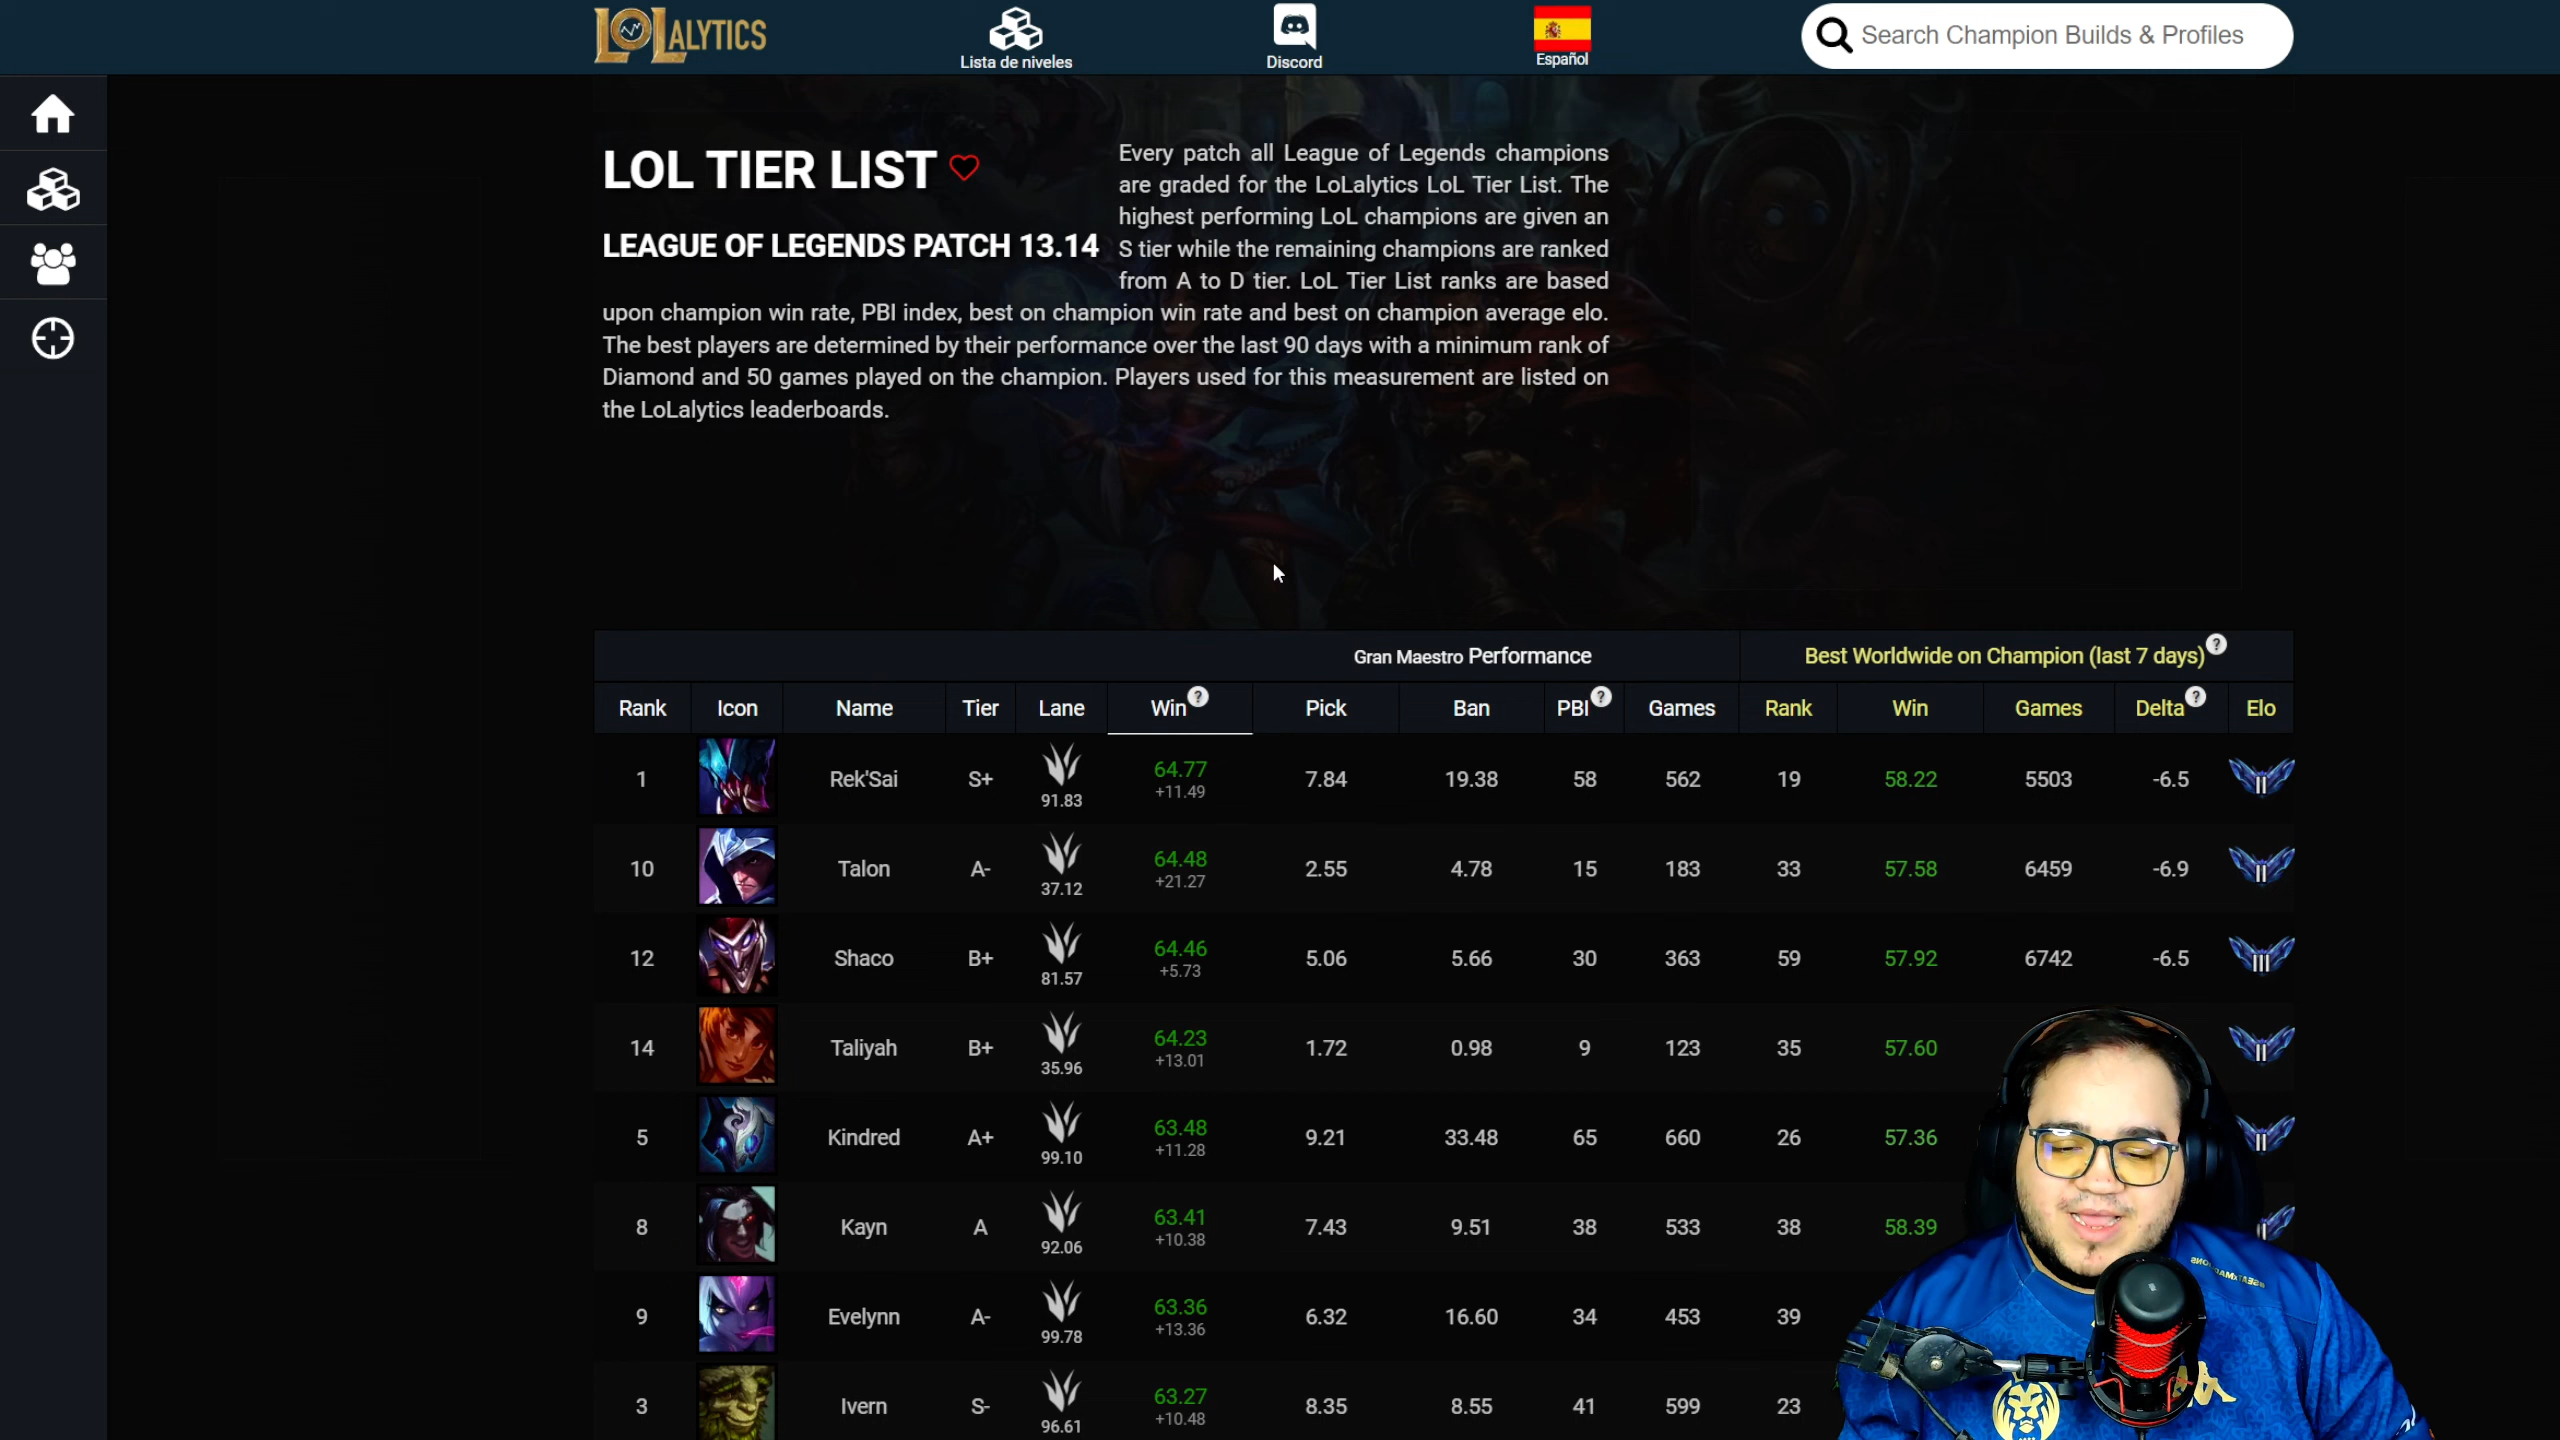 LOLALYTICS
Lista de niveles
Discord
Español
Search Champion Builds & Profiles
LOL TIER LIST
LEAGUE OF LEGENDS PATCH 13.14
Every patch all League of Legends champions
are graded for the LoLalytics LoL Tier List. The
highest performing LoL champions are given an
S tier while the remaining champions are ranked
from A to D tier. LoL Tier List ranks are based
upon champion win rate, PBI index, best on champion win rate and best on champion average elo.
The best players are determined by their performance over the last 90 days with a minimum rank of
Diamond and 50 games played on the champion. Players used for this measurement are listed on
the LoLalytics leaderboards.
Gran Maestro Performance Best Worldwide on Champion (last 7 days) ?
Rank Icon Name Tier Lane Win ? Pick Ban PBI ? Games Rank Win Games Delta ? Elo
1 Rek'Sai S+ 91.83 64.77 +11.49 7.84 19.38 58 562 19 58.22 5503 -6.5 II
10 Talon A- 37.12 64.48 +21.27 2.55 4.78 15 183 33 57.58 6459 -6.9 II
12 Shaco B+ 81.57 64.46 +5.73 5.06 5.66 30 363 59 57.92 6742 -6.5 III
14 Taliyah B+ 35.96 64.23 +13.01 1.72 0.98 9 123 35 57.60 II
5 Kindred A+ 99.10 63.48 +11.28 9.21 33.48 65 660 26 57.36 II
8 Kayn A 92.06 63.41 +10.38 7.43 9.51 38 533 38 58.39
9 Evelynn A- 99.78 63.36 +13.36 6.32 16.60 34 453 39
3 Ivern S- 96.61 63.27 +10.48 8.35 8.55 41 599 23